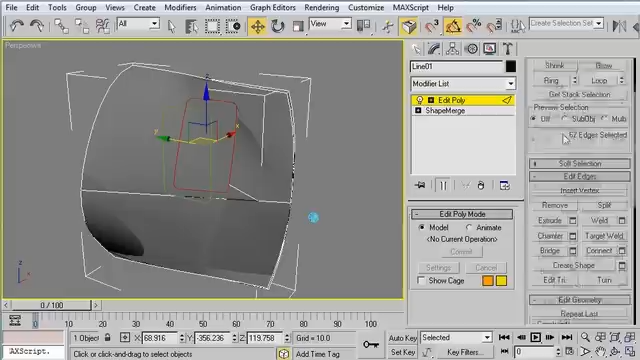 Edit Tools Group Views Create Modifiers Animation Graph Editors Rendering Customize MAXScript Help
All View Create Selection Set
Perspective
Line01
Modifier List
Edit Poly
ShapeMerge
Edit Poly Mode
Model Animate
<No Current Operation>
Commit
Settings Cancel
Show Cage
Shrink Grow
Ring Loop
Get Stack Selection
Preview Selection
Off SubObj Multi
67 Edges Selected
Soft Selection
Edit Edges
Insert Vertex
Remove Split
Extrude Weld
Chamfer Target Weld
Bridge Connect
Create Shape
Edit Tri Turn
Edit Geometry
Repeat Last
0 / 100
0 10 20 30 40 50 60 70 80 90 100
1 Object X 68.916 Y -356.236 Z 119.758 Grid = 10.0 Auto Key Selected
AXScript. Click or click-and-drag to select objects Add Time Tag Set Key Key Filters...